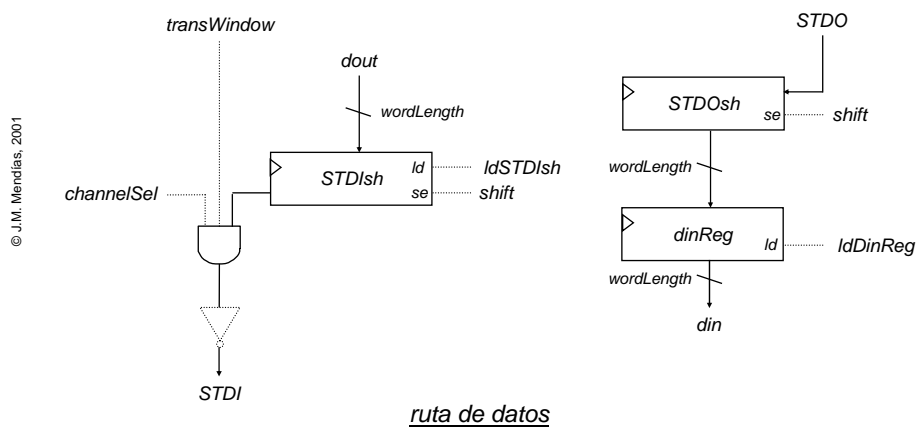 transWindow
STDO
dout
STDOsh
se
shift
© J.M. Mendías, 2001
wordLength
ld
ldSTDIsh
STDIsh
se
shift
wordLength
channelSel
dinReg
ld
ldDinReg
wordLength
din
STDI
ruta de datos